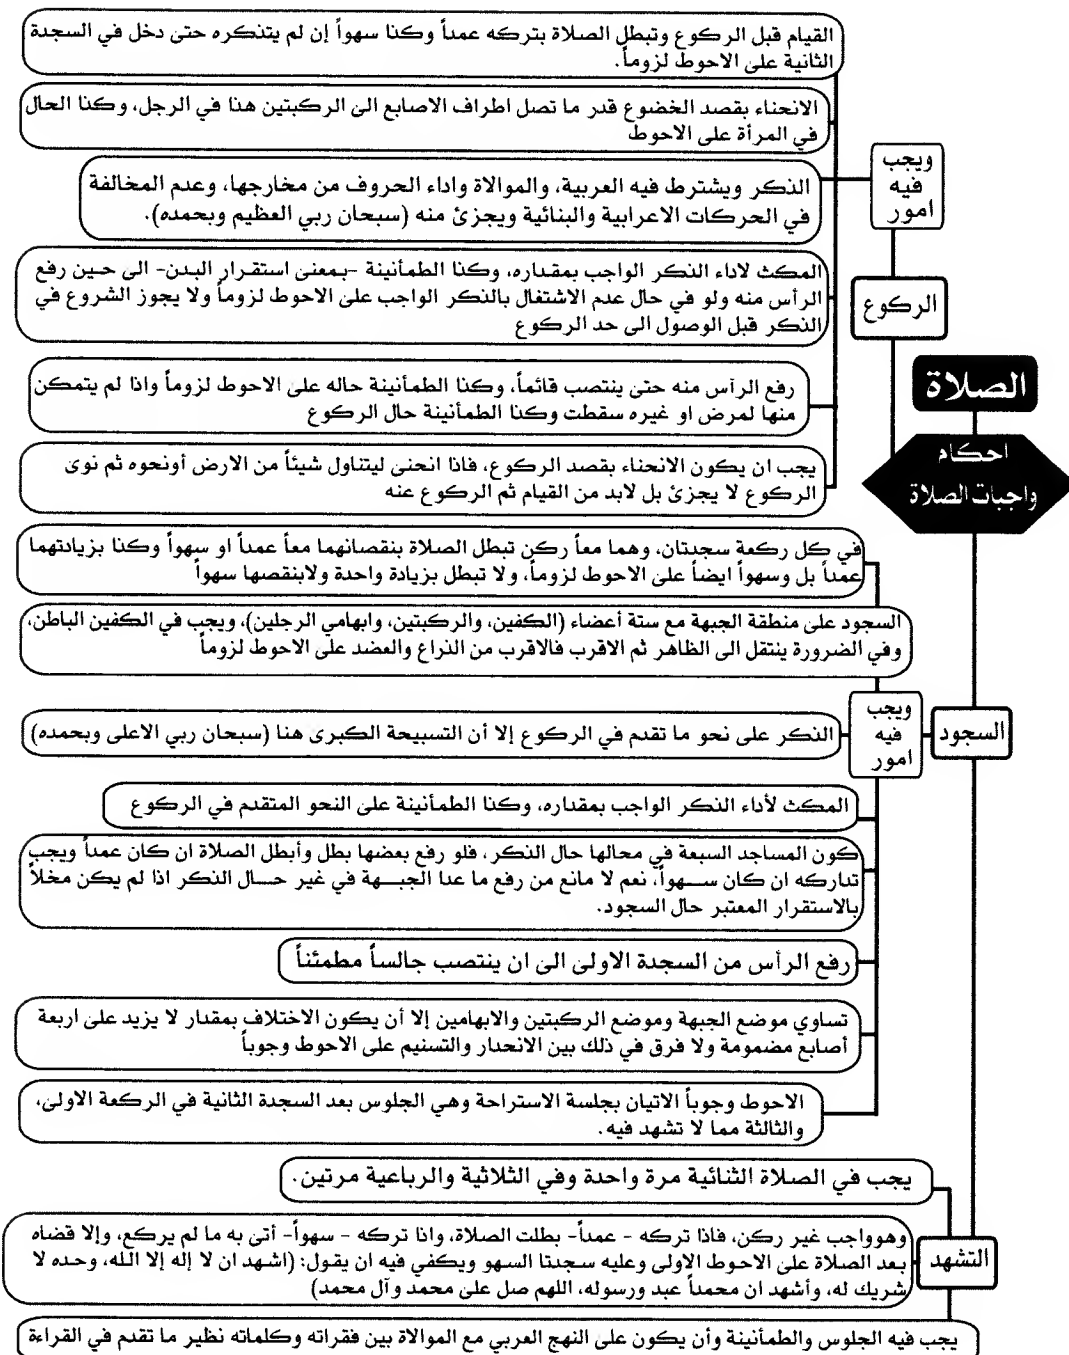 الصلاة
احكام
واجبات الصلاة
الركوع
ويجب
فيه
امور
القيام قبل الركوع وتبطل الصلاة بتركه عمداً وكذا سهواً إن لم يتذكره حتى دخل في السجدة
الثانية على الاحوط لزوماً.
الانحناء بقصد الخضوع قدر ما تصل اطراف الاصابع الى الركبتين هذا في الرجل، وكذا الحال
في المرأة على الاحوط
الذكر ويشترط فيه العربية، والموالاة واداء الحروف من مخارجها، وعدم المخالفة
في الحركات الاعرابية والبنائية ويجزئ منه (سبحان ربي العظيم وبحمده).
المكث لاداء الذكر الواجب بمقداره، وكذا الطمأنينة -بمعنى استقرار البدن- الى حين رفع
الرأس منه ولو في حال عدم الاشتغال بالذكر الواجب على الاحوط لزوماً ولا يجوز الشروع في
الذكر قبل الوصول الى حد الركوع
رفع الرأس منه حتى ينتصب قائماً، وكذا الطمأنينة حاله على الاحوط لزوماً واذا لم يتمكن
منها لمرض او غيره سقطت وكذا الطمأنينة حال الركوع
يجب ان يكون الانحناء بقصد الركوع، فاذا انحنى ليتناول شيئاً من الارض أونحوه ثم نوى
الركوع لا يجزئ بل لابد من القيام ثم الركوع عنه
السجود
ويجب
فيه
امور
في كل ركعة سجدتان، وهما معاً ركن تبطل الصلاة بنقصانهما معاً عمداً او سهواً وكذا بزيادتهما
عمداً بل وسهواً ايضاً على الاحوط لزوماً، ولا تبطل بزيادة واحدة ولابنقصها سهواً
السجود على منطقة الجبهة مع ستة أعضاء (الكفين، والركبتين، وابهامي الرجلين)، ويجب في الكفين الباطن،
وفي الضرورة ينتقل الى الظاهر ثم الاقرب فالاقرب من الذراع والعضد على الاحوط لزوماً
الذكر على نحو ما تقدم في الركوع إلا أن التسبيحة الكبرى هنا (سبحان ربي الاعلى وبحمده)
المكث لأداء الذكر الواجب بمقداره، وكذا الطمأنينة على النحو المتقدم في الركوع
كون المساجد السبعة في محالها حال الذكر، فلو رفع بعضها بطل وأبطل الصلاة ان كان عمداً ويجب
تداركه ان كان سهواً، نعم لا مانع من رفع ما عدا الجبهة في غير حال الذكر اذا لم يكن مخلاً
بالاستقرار المعتبر حال السجود.
رفع الرأس من السجدة الاولى الى ان ينتصب جالساً مطمئناً
تساوي موضع الجبهة وموضع الركبتين والابهامين إلا أن يكون الاختلاف بمقدار لا يزيد على اربعة
أصابع مضمومة ولا فرق في ذلك بين الانحدار والتسنيم على الاحوط وجوباً
الاحوط وجوباً الاتيان بجلسة الاستراحة وهي الجلوس بعد السجدة الثانية في الركعة الاولى،
والثالثة مما لا تشهد فيه.
التشهد
يجب في الصلاة الثنائية مرة واحدة وفي الثلاثية والرباعية مرتين.
وهوواجب غير ركن، فاذا تركه - عمداً- بطلت الصلاة، واذا تركه - سهواً- أتى به ما لم يركع، وإلا قضاه
بعد الصلاة على الاحوط الاولى وعليه سجدتا السهو ويكفي فيه ان يقول: (اشهد ان لا إله إلا الله، وحده لا
شريك له، وأشهد ان محمداً عبد ورسوله، اللهم صل على محمد وآل محمد)
يجب فيه الجلوس والطمأنينة وأن يكون على النهج العربي مع الموالاة بين فقراته وكلماته نظير ما تقدم في القراءة